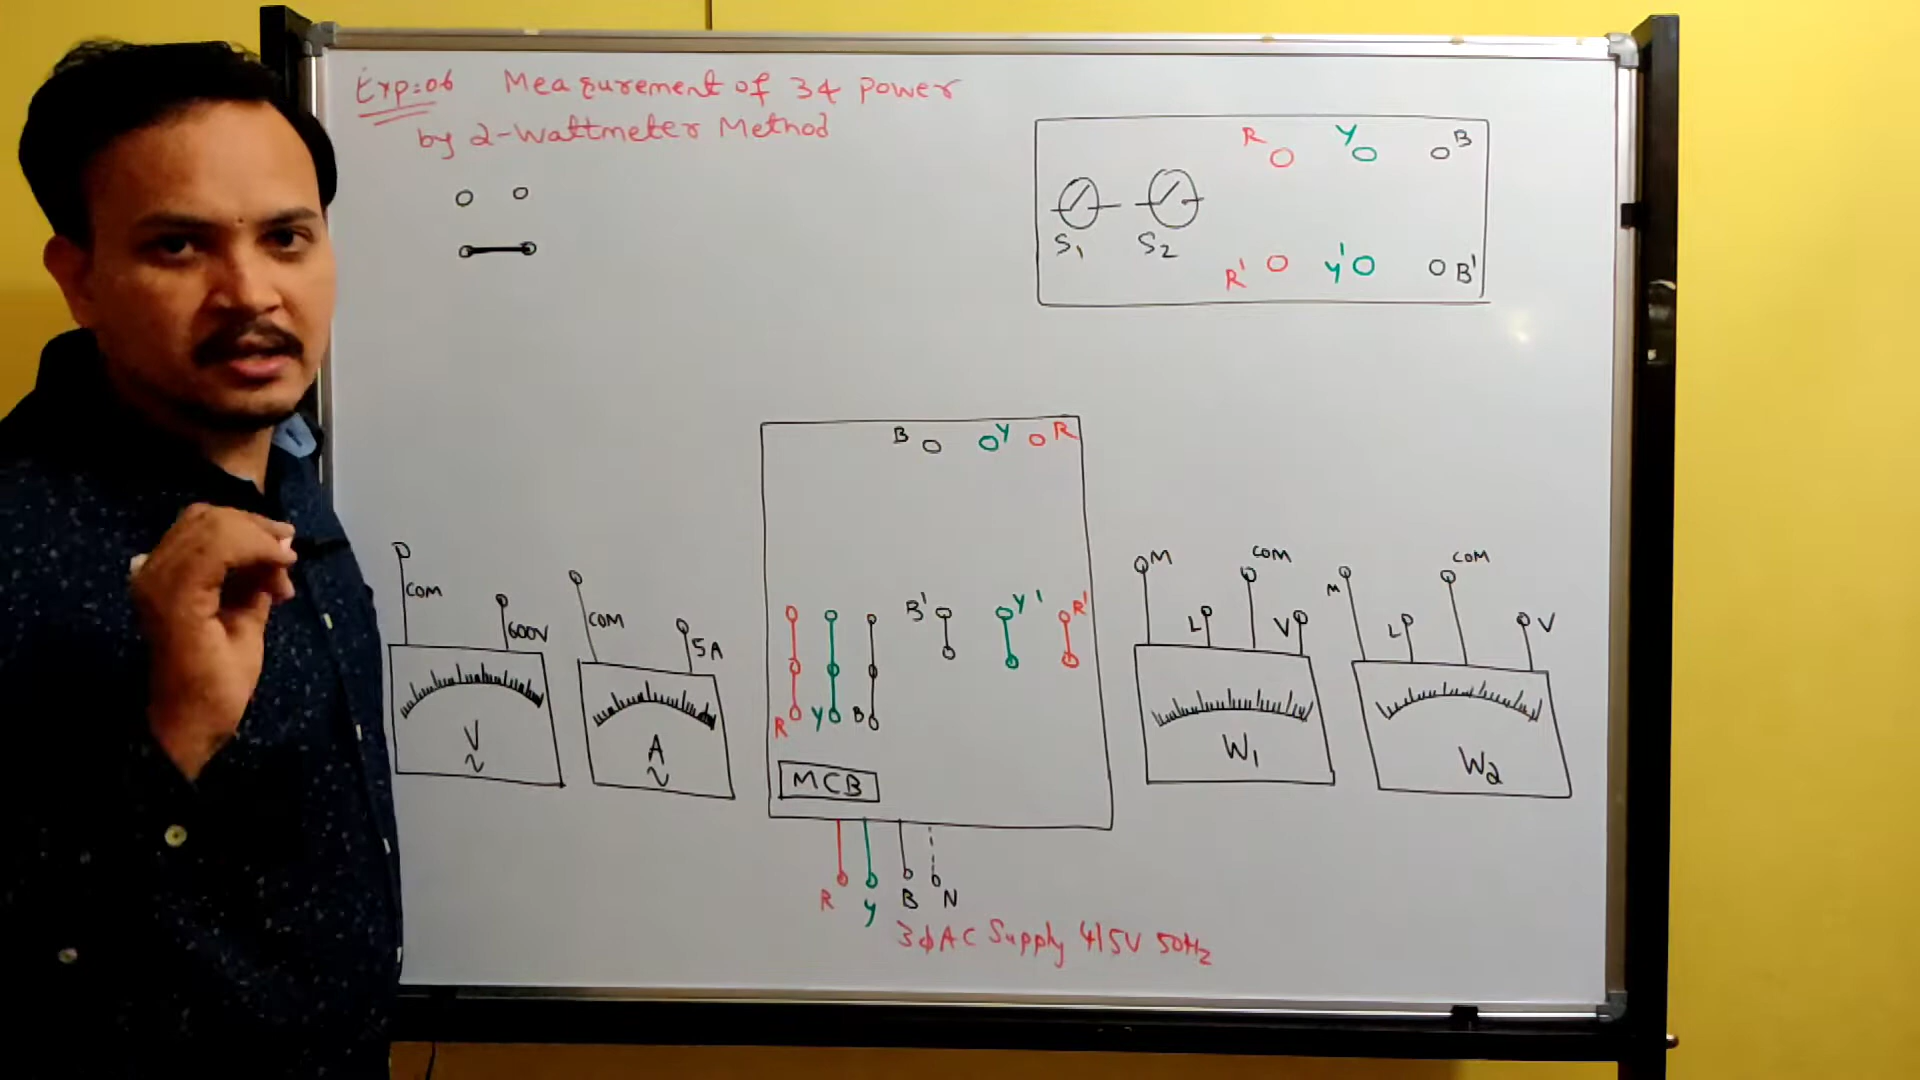 Exp:06 Measurement of 3ϕ Power
by 2-Wattmeter Method
R Y B
S1 S2
R' Y' B'
B Y R
COM 600V
COM 5A
B' Y' R'
M L COM V
M L COM V
R Y B
V ~
A ~
W1
W2
MCB
R Y B N
3ϕ AC Supply 415V 50Hz